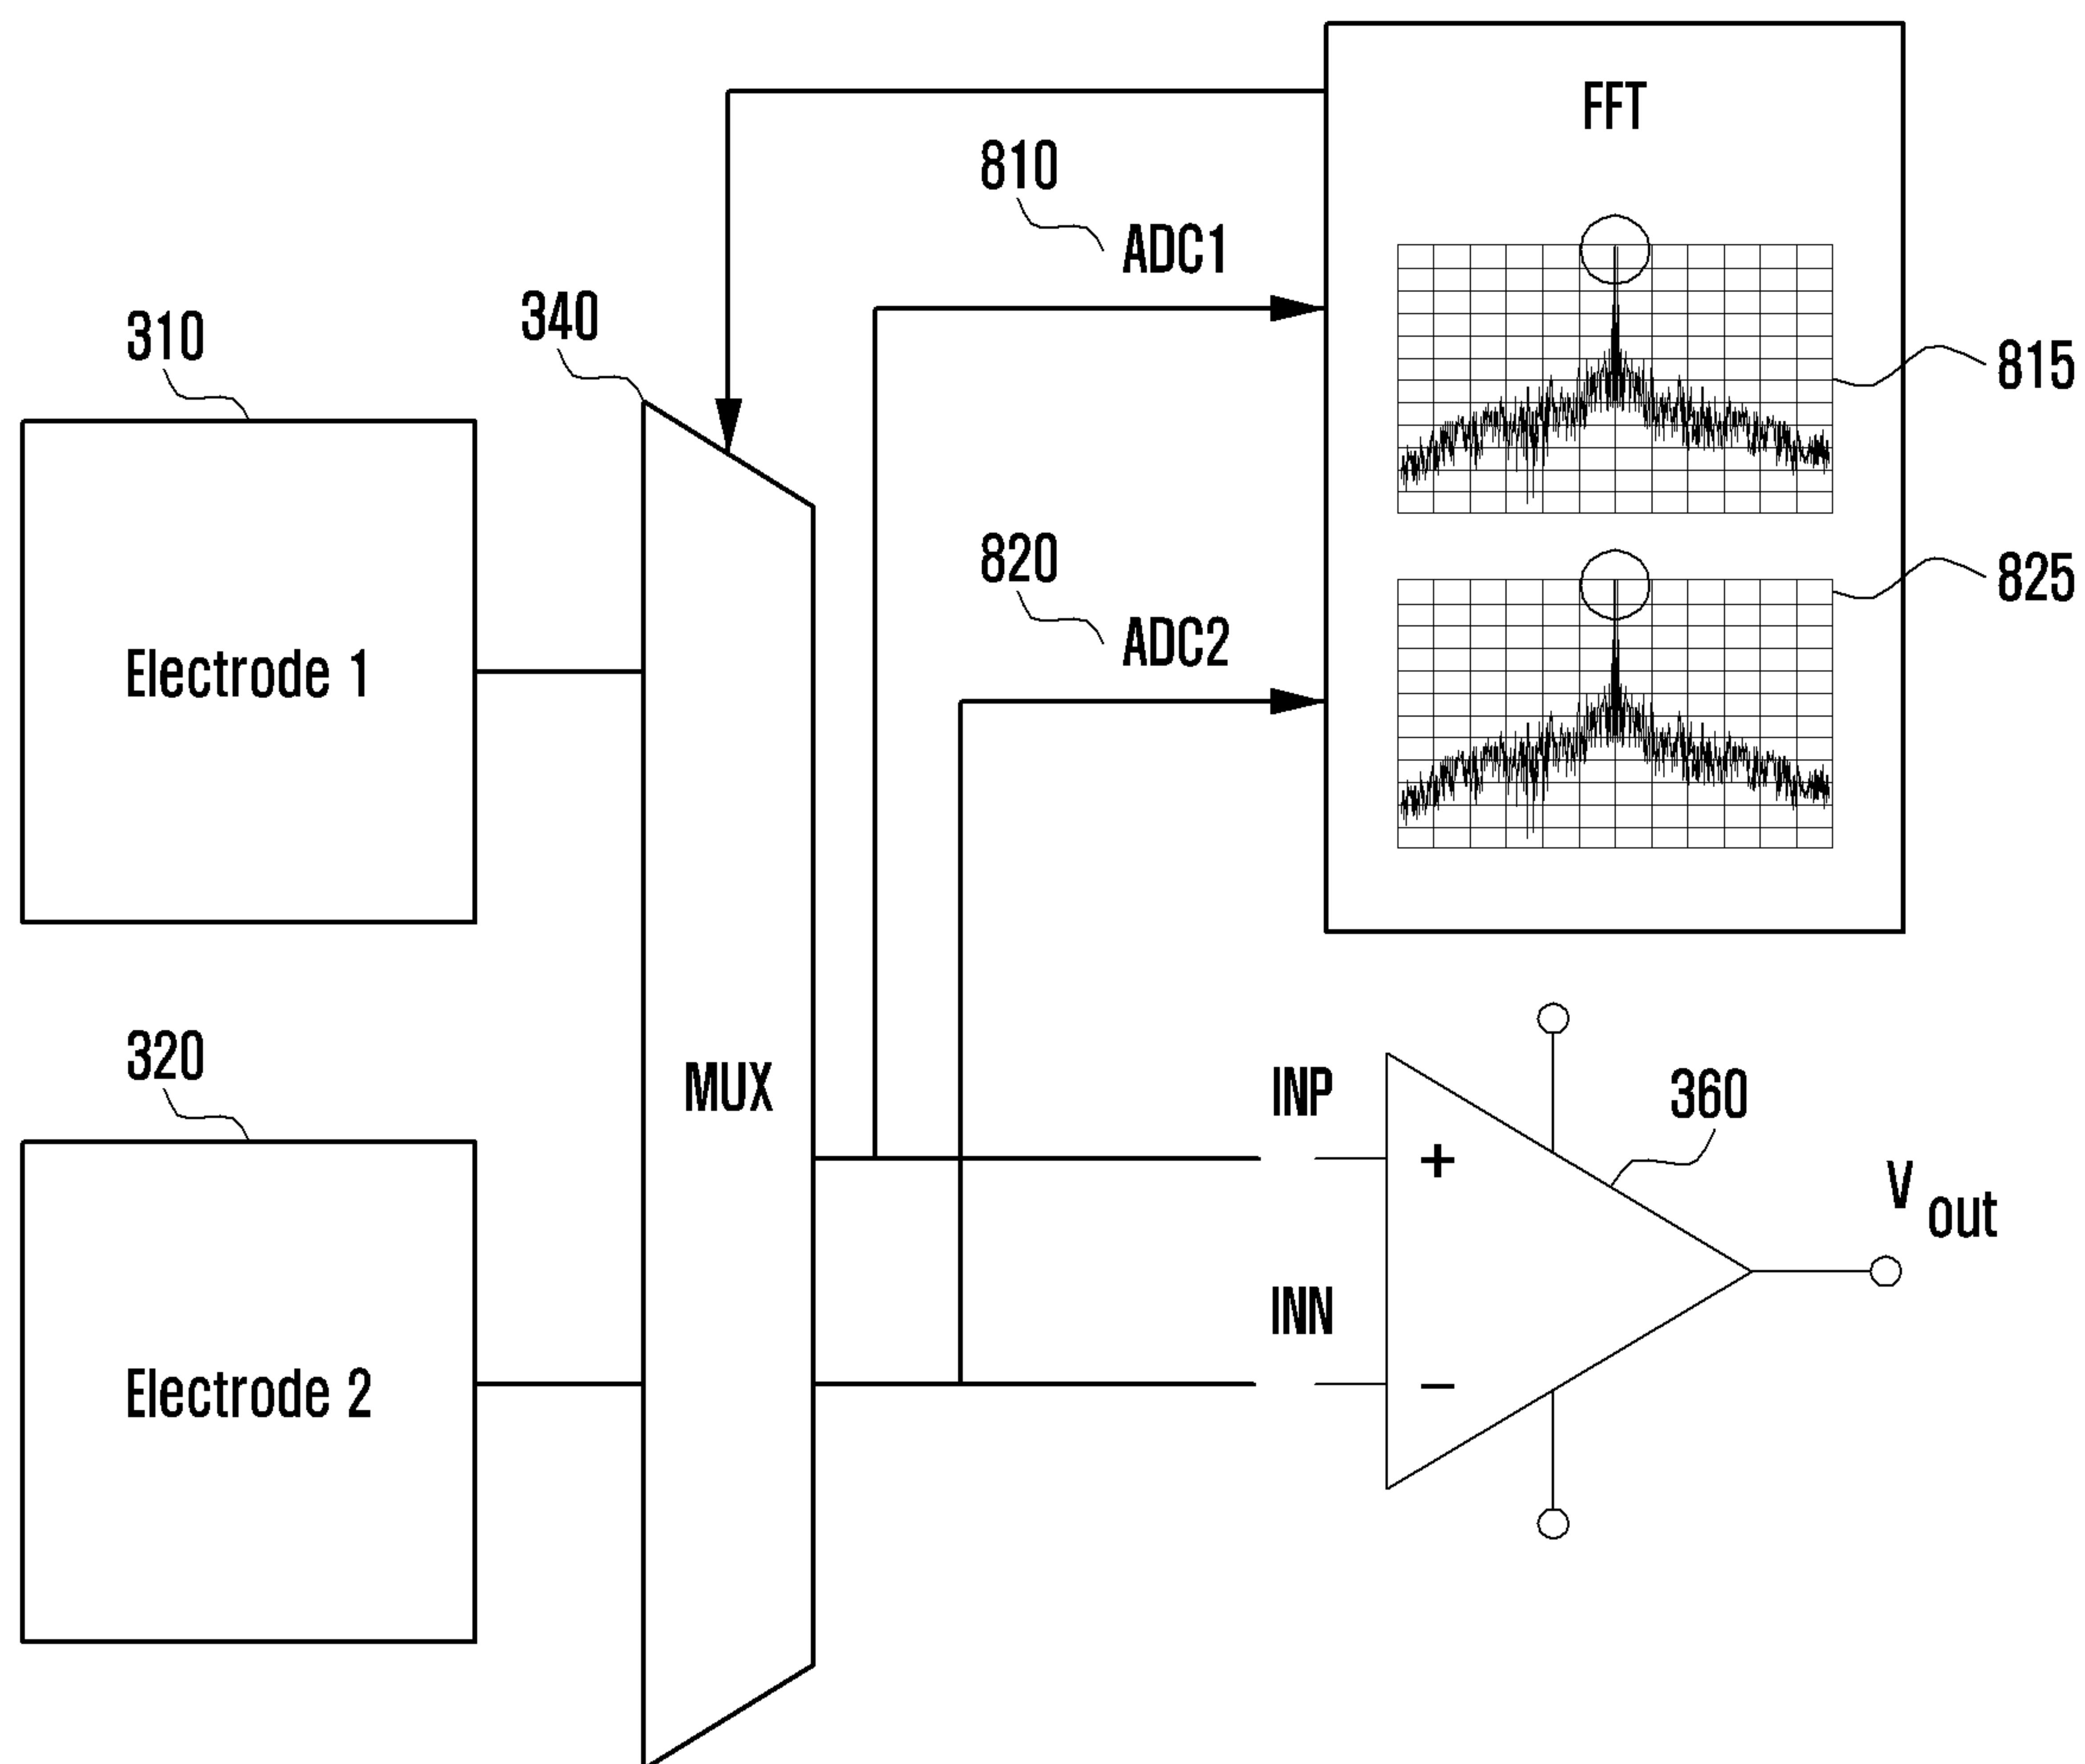 FFT
810
ADC1
310
340
815
820
ADC2
825
Electrode 1
320
MUX
INP
+
360
V out
INN
−
Electrode 2